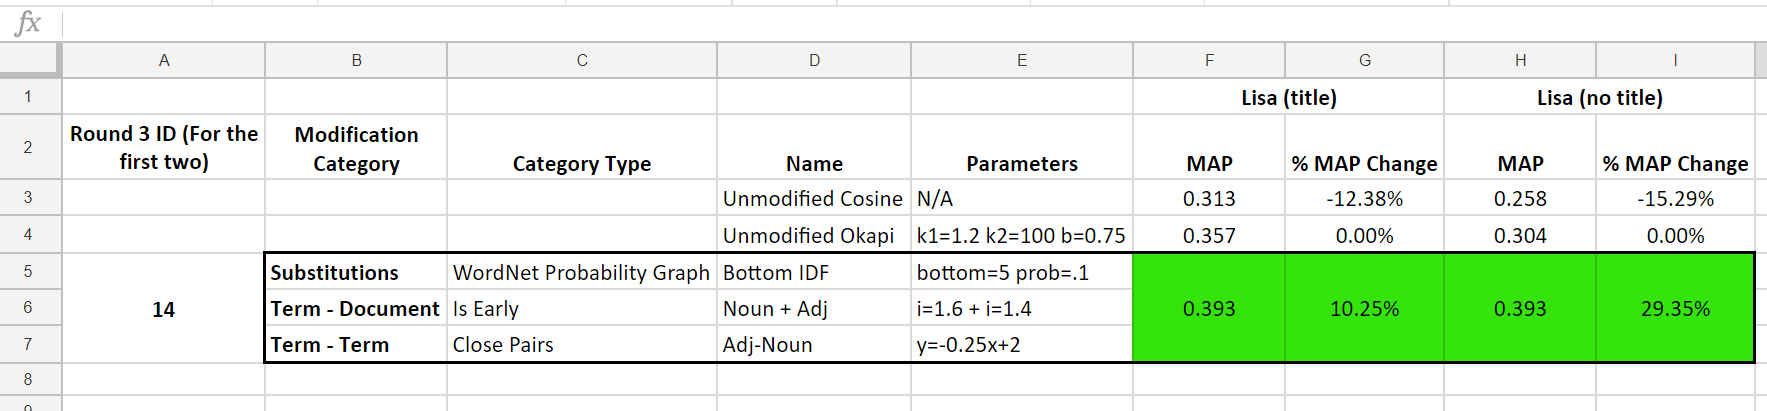 fx
A B C D E F G H I
1 Lisa (title) Lisa (no title)
2 Round 3 ID (For the first two) Modification Category Category Type Name Parameters MAP % MAP Change MAP % MAP Change
3 Unmodified Cosine N/A 0.313 -12.38% 0.258 -15.29%
4 Unmodified Okapi k1=1.2 k2=100 b=0.75 0.357 0.00% 0.304 0.00%
5 Substitutions WordNet Probability Graph Bottom IDF bottom=5 prob=.1
6 14 Term - Document Is Early Noun + Adj i=1.6 + i=1.4 0.393 10.25% 0.393 29.35%
7 Term - Term Close Pairs Adj-Noun y=-0.25x+2
8
9